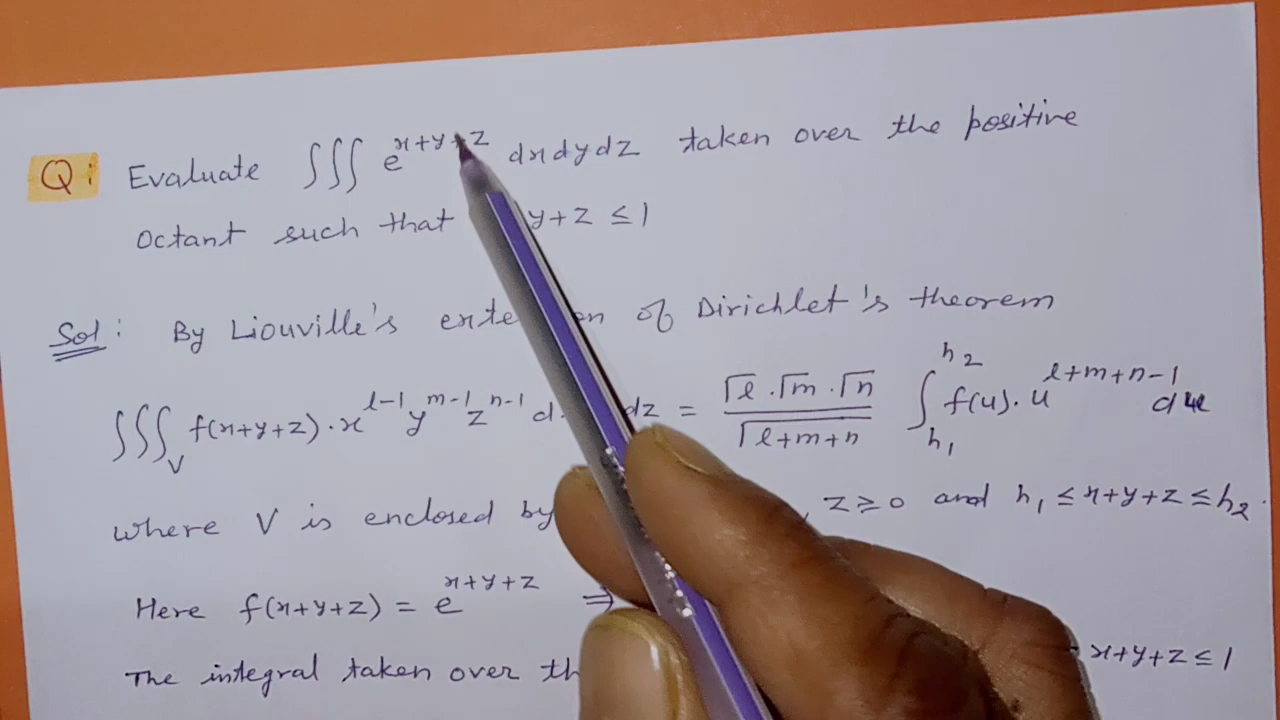 Q: Evaluate ∭ e^{x+y+z} dxdydz taken over the positive
Octant such that y+z ≤ 1
Sol: By Liouville's exte n of Dirichlet's theorem
∭_V f(x+y+z).x^{l-1} y^{m-1} z^{n-1} d dz = (Γl.Γm.Γn)/(Γl+m+n) ∫_{h1}^{h2} f(u).u^{l+m+n-1} du
where V is enclosed by , z≥0 and h1 ≤ x+y+z ≤ h2.
Here f(x+y+z) = e^{x+y+z} ⇒
The integral taken over th x+y+z ≤ 1